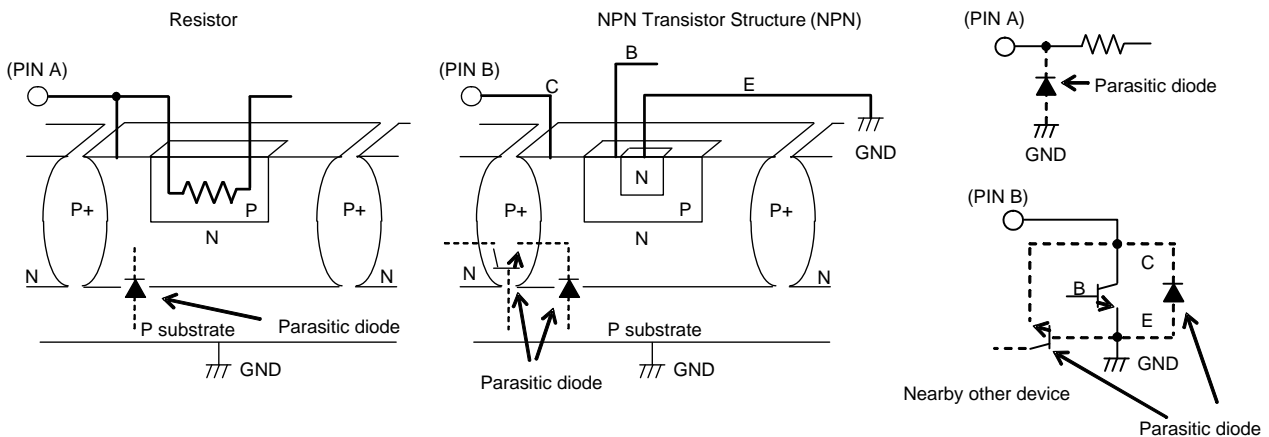 Resistor
(PIN A)
P+
P
P+
N
N
N
P substrate
Parasitic diode
GND
NPN Transistor Structure (NPN)
(PIN B)
C
B
E
GND
N
P+
P
P+
N
N
N
P substrate
Parasitic diode
GND
(PIN A)
Parasitic diode
GND
(PIN B)
C
B
E
GND
Nearby other device
Parasitic diode